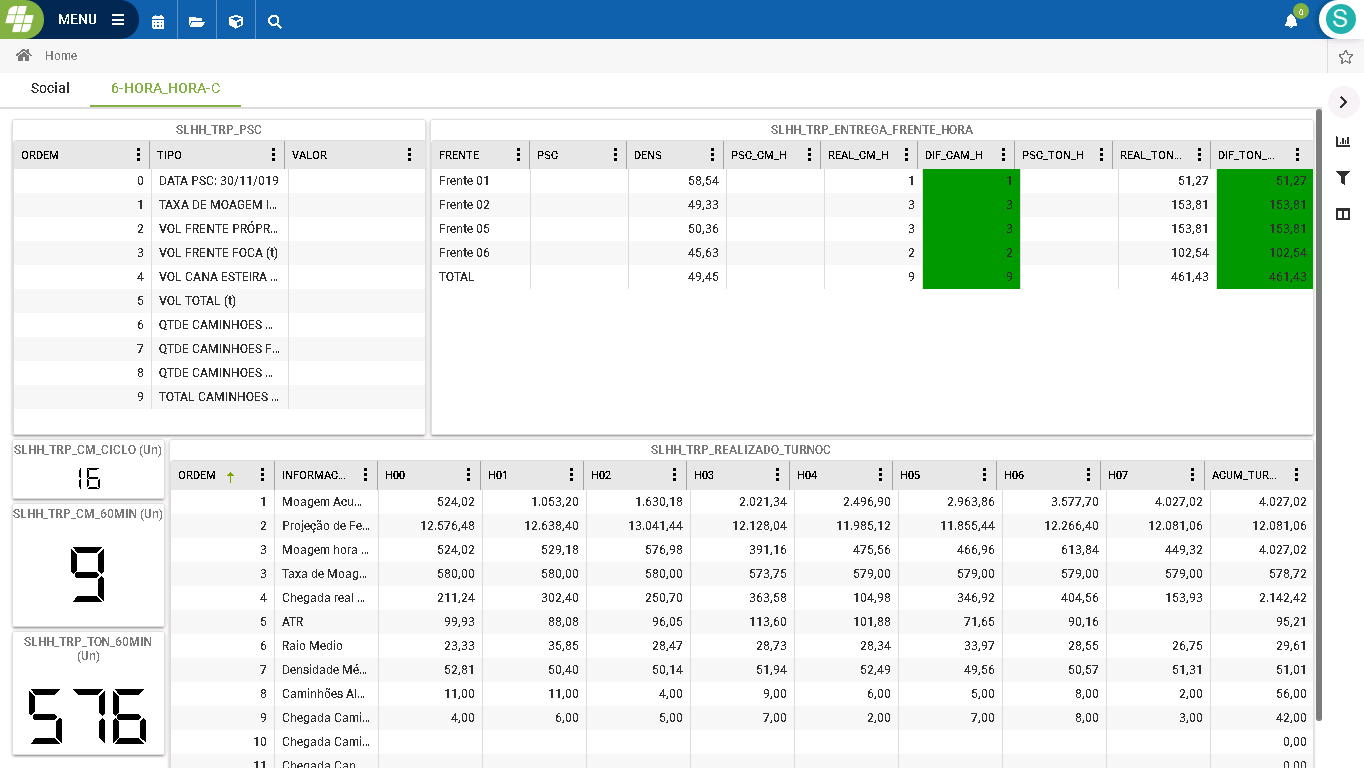 MENU
0
S
Home
Social 6-HORA_HORA-C
SLHH_TRP_PSC
ORDEM TIPO VALOR
0 DATA PSC: 30/11/019
1 TAXA DE MOAGEM I...
2 VOL FRENTE PRÓPR...
3 VOL FRENTE FOCA (t)
4 VOL CANA ESTEIRA ...
5 VOL TOTAL (t)
6 QTDE CAMINHOES ...
7 QTDE CAMINHOES F...
8 QTDE CAMINHOES ...
9 TOTAL CAMINHOES ...
SLHH_TRP_ENTREGA_FRENTE_HORA
FRENTE PSC DENS PSC_CM_H REAL_CM_H DIF_CAM_H PSC_TON_H REAL_TON... DIF_TON_...
Frente 01 58,54 1 1 51,27 51,27
Frente 02 49,33 3 3 153,81 153,81
Frente 05 50,36 3 3 153,81 153,81
Frente 06 45,63 2 2 102,54 102,54
TOTAL 49,45 9 9 461,43 461,43
SLHH_TRP_CM_CICLO (Un)
16
SLHH_TRP_CM_60MIN (Un)
9
SLHH_TRP_TON_60MIN
(Un)
576
SLHH_TRP_REALIZADO_TURNOC
ORDEM INFORMAC... H00 H01 H02 H03 H04 H05 H06 H07 ACUM_TUR...
1 Moagem Acu... 524,02 1.053,20 1.630,18 2.021,34 2.496,90 2.963,86 3.577,70 4.027,02 4.027,02
2 Projeção de Fe... 12.576,48 12.638,40 13.041,44 12.128,04 11.985,12 11.855,44 12.266,40 12.081,06 12.081,06
3 Moagem hora ... 524,02 529,18 576,98 391,16 475,56 466,96 613,84 449,32 4.027,02
3 Taxa de Moag... 580,00 580,00 580,00 573,75 579,00 579,00 579,00 579,00 578,72
4 Chegada real ... 211,24 302,40 250,70 363,58 104,98 346,92 404,56 153,93 2.142,42
5 ATR 99,93 88,08 96,05 113,60 101,88 71,65 90,16 95,21
6 Raio Medio 23,33 35,85 28,47 28,73 28,34 33,97 28,55 26,75 29,61
7 Densidade Mé... 52,81 50,40 50,14 51,94 52,49 49,56 50,57 51,31 51,01
8 Caminhões Al... 11,00 11,00 4,00 9,00 6,00 5,00 8,00 2,00 56,00
9 Chegada Cami... 4,00 6,00 5,00 7,00 2,00 7,00 8,00 3,00 42,00
10 Chegada Cami... 0,00
11 Chegada Can... 0,00